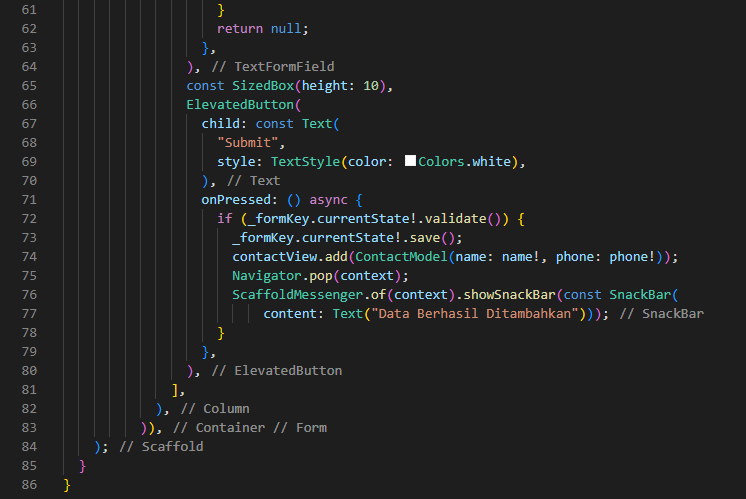 61 }
62 return null;
63 },
64 ), // TextFormField
65 const SizedBox(height: 10),
66 ElevatedButton(
67 child: const Text(
68 "Submit",
69 style: TextStyle(color: Colors.white),
70 ), // Text
71 onPressed: () async {
72 if (_formKey.currentState!.validate()) {
73 _formKey.currentState!.save();
74 contactView.add(ContactModel(name: name!, phone: phone!));
75 Navigator.pop(context);
76 ScaffoldMessenger.of(context).showSnackBar(const SnackBar(
77 content: Text("Data Berhasil Ditambahkan"))); // SnackBar
78 }
79 },
80 ), // ElevatedButton
81 ],
82 ), // Column
83 )), // Container // Form
84 ); // Scaffold
85 }
86 }